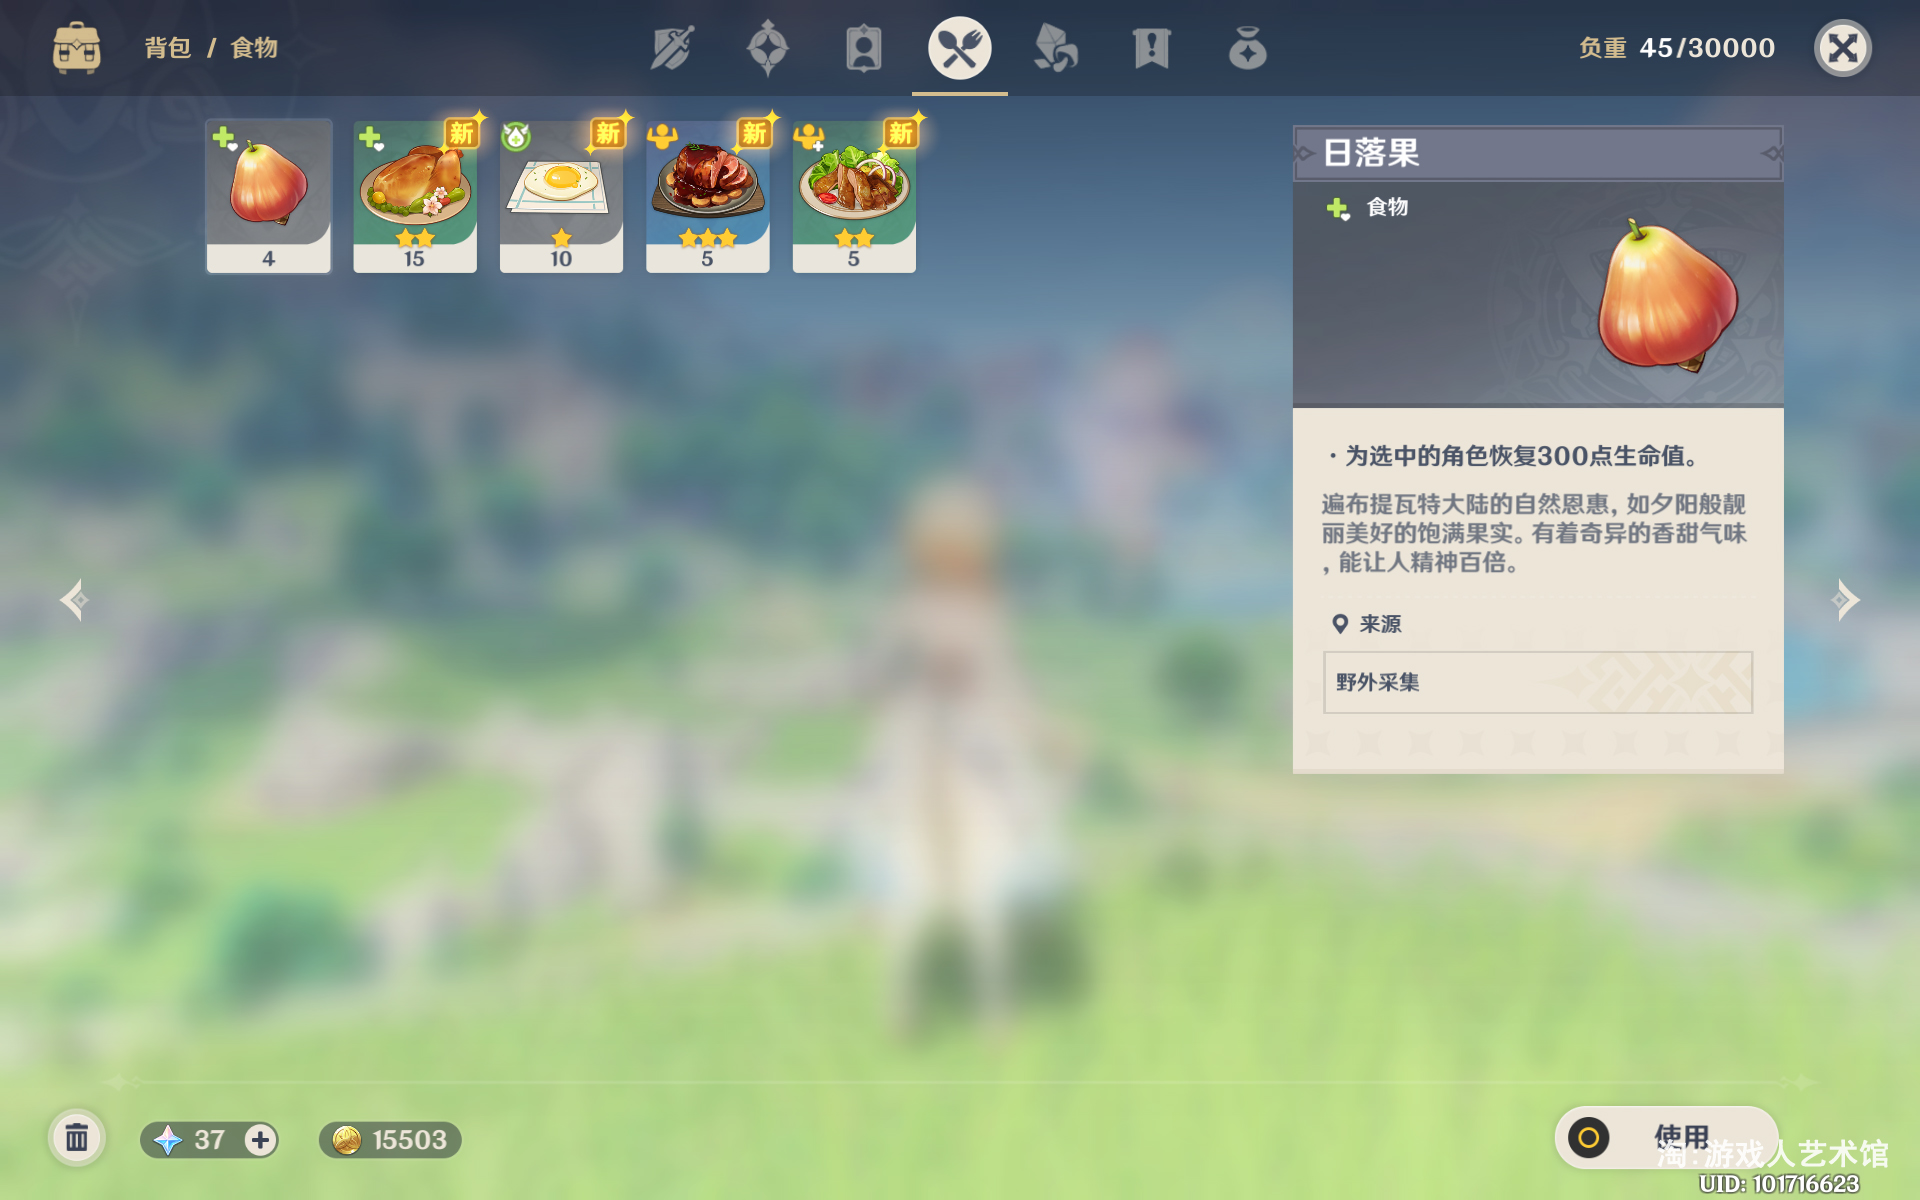 背包 / 食物
负重 45/30000
新
新
新
新
4
15
10
5
5
日落果
食物
·为选中的角色恢复300点生命值。
遍布提瓦特大陆的自然恩惠,如夕阳般靓
丽美好的饱满果实。有着奇异的香甜气味
,能让人精神百倍。
来源
野外采集
37
15503
使用
淘:游戏人艺术馆
UID: 101716623